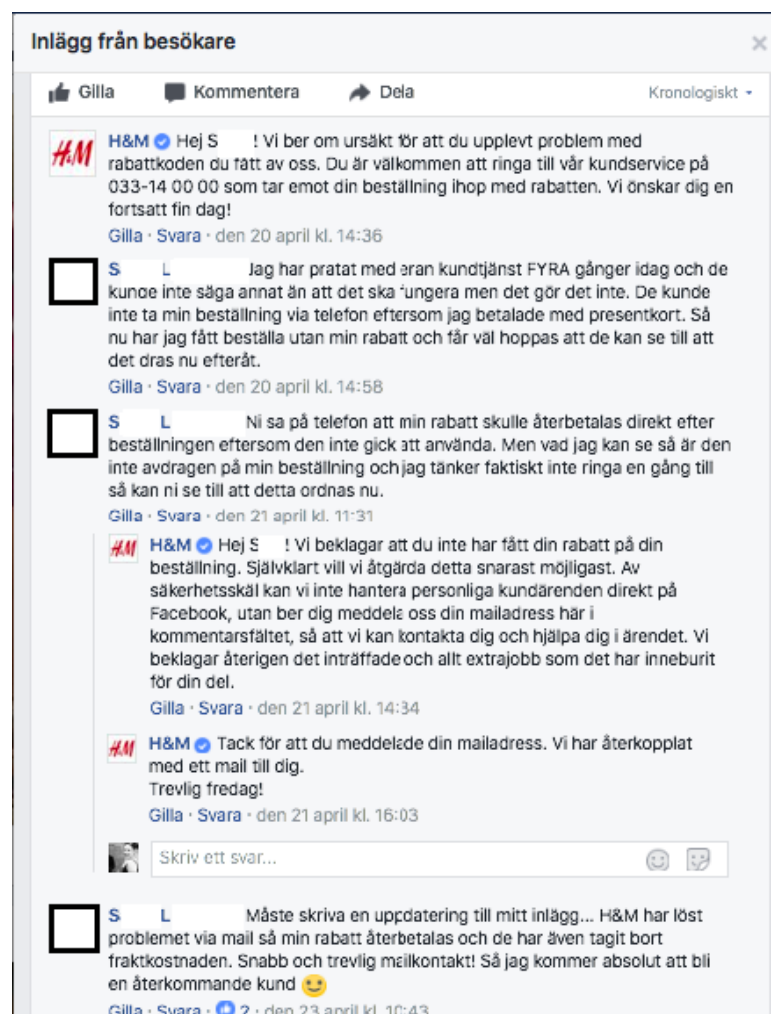 Inlägg från besökare
Gilla Kommentera Dela Kronologiskt
H&M
H&M Hej S ! Vi ber om ursäkt för att du upplevt problem med
rabattkoden du fått av oss. Du är välkommen att ringa till vår kundservice på
033-14 00 00 som tar emot din beställning ihop med rabatten. Vi önskar dig en
fortsatt fin dag!
Gilla · Svara · den 20 april kl. 14:36
S L Jag har pratat med eran kundtjänst FYRA gånger idag och de
kunde inte säga annat än att det ska fungera men det gör det inte. De kunde
inte ta min beställning via telefon eftersom jag betalade med presentkort. Så
nu har jag fått beställa utan min rabatt och får väl hoppas att de kan se till att
det dras nu efteråt.
Gilla · Svara · den 20 april kl. 14:58
S L Ni sa på telefon att min rabatt skulle återbetalas direkt efter
beställningen eftersom den inte gick att använda. Men vad jag kan se så är den
inte avdragen på min beställning och jag tänker faktiskt inte ringa en gång till
så kan ni se till att detta ordnas nu.
Gilla · Svara · den 21 april kl. 11:31
H&M
H&M Hej S ! Vi beklagar att du inte har fått din rabatt på din
beställning. Självklart vill vi åtgärda detta snarast möjligast. Av
säkerhetsskäl kan vi inte hantera personliga kundärenden direkt på
Facebook, utan ber dig meddela oss din mailadress här i
kommentarsfältet, så att vi kan kontakta dig och hjälpa dig i ärendet. Vi
beklagar återigen det inträffade och allt extrajobb som det har inneburit
för din del.
Gilla · Svara · den 21 april kl. 14:34
H&M
H&M Tack för att du meddelade din mailadress. Vi har återkopplat
med ett mail till dig.
Trevlig fredag!
Gilla · Svara · den 21 april kl. 16:03
Skriv ett svar...
S L Måste skriva en uppdatering till mitt inlägg... H&M har löst
problemet via mail så min rabatt återbetalas och de har även tagit bort
fraktkostnaden. Snabb och trevlig mailkontakt! Så jag kommer absolut att bli
en återkommande kund 🙂
Gilla · Svara · 2 · den 23 april kl. 10:43